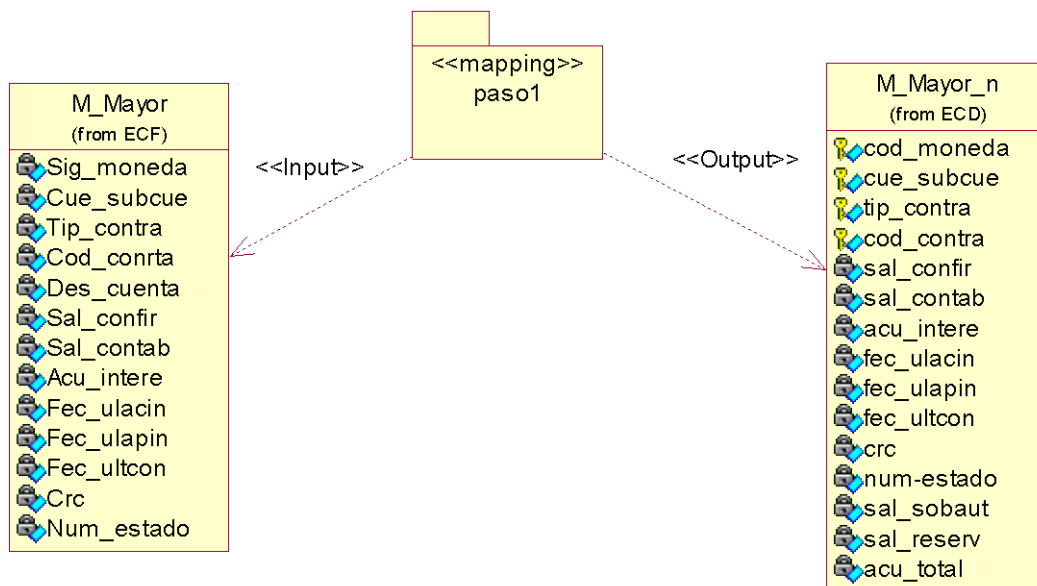 <<mapping>>
paso1
M_Mayor
(from ECF)
Sig_moneda
Cue_subcue
Tip_contra
Cod_conrta
Des_cuenta
Sal_confir
Sal_contab
Acu_intere
Fec_ulacin
Fec_ulapin
Fec_ultcon
Crc
Num_estado
<<Input>>
<<Output>>
M_Mayor_n
(from ECD)
cod_moneda
cue_subcue
tip_contra
cod_contra
sal_confir
sal_contab
acu_intere
fec_ulacin
fec_ulapin
fec_ultcon
crc
num-estado
sal_sobaut
sal_reserv
acu_total